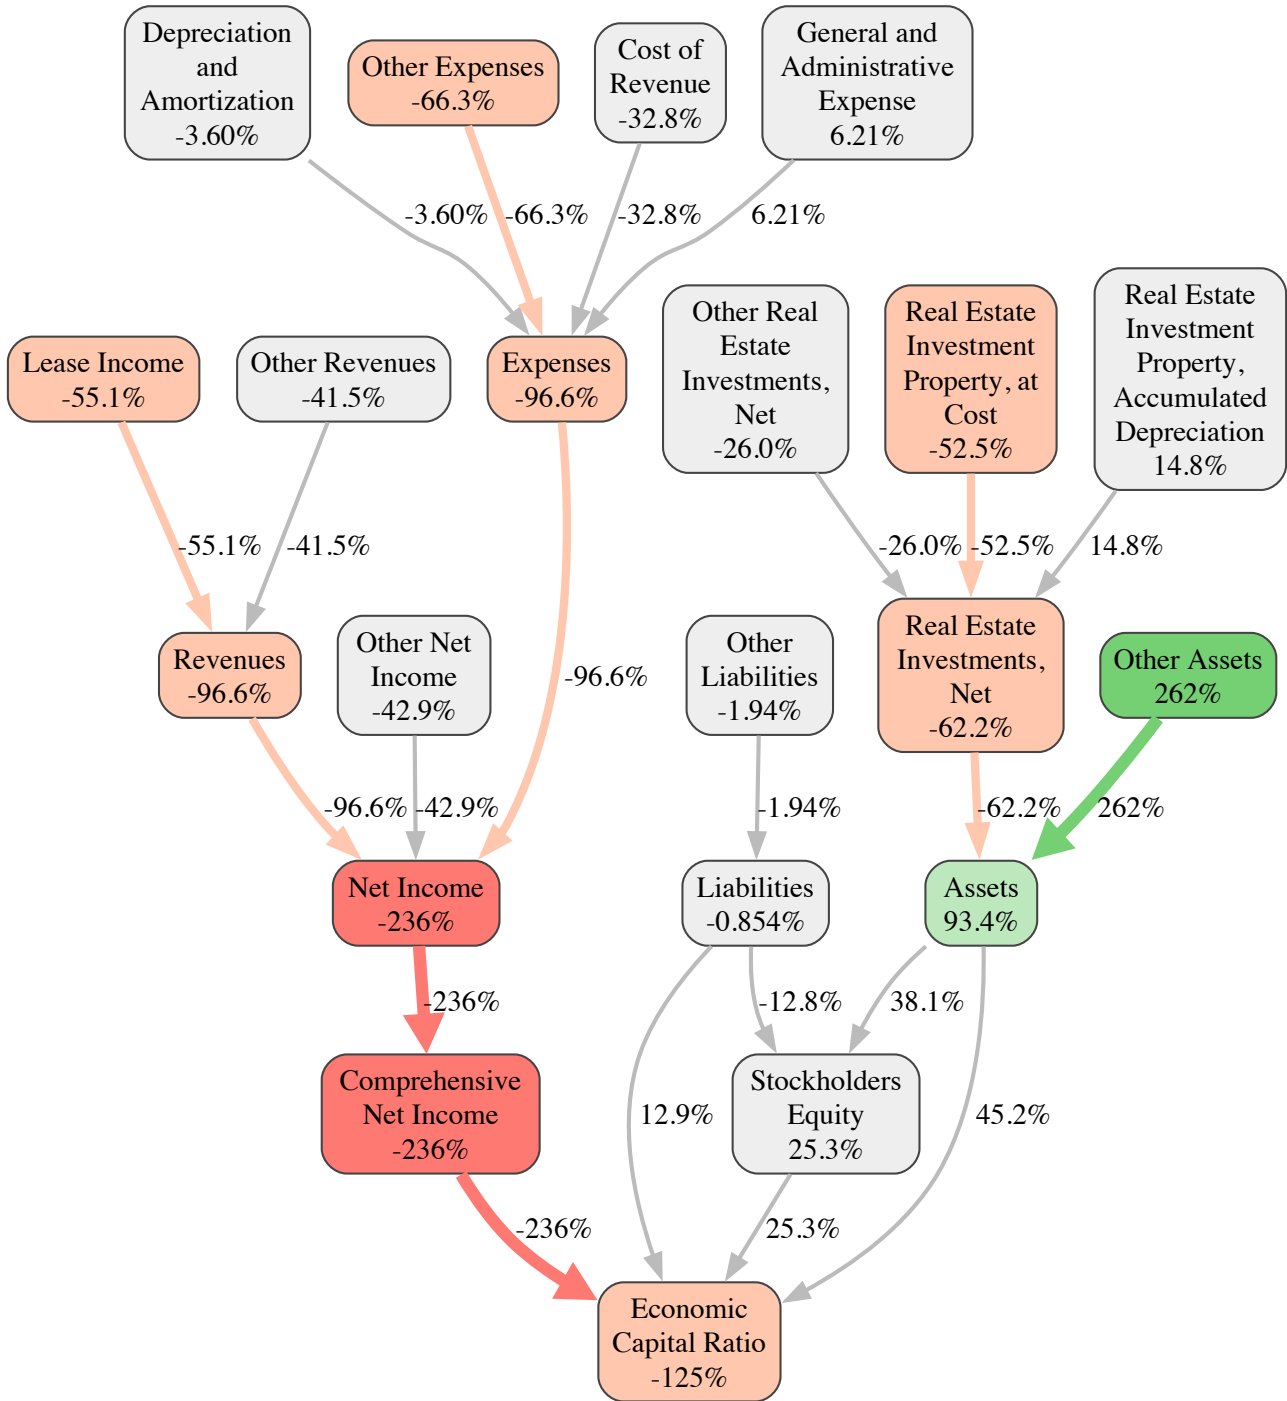 Depreciation
and
Amortization
-3.60%
Other Expenses
-66.3%
Cost of
Revenue
-32.8%
General and
Administrative
Expense
6.21%
-3.60%
-66.3%
-32.8%
6.21%
Lease Income
-55.1%
Other Revenues
-41.5%
Expenses
-96.6%
Other Real
Estate
Investments,
Net
-26.0%
Real Estate
Investment
Property, at
Cost
-52.5%
Real Estate
Investment
Property,
Accumulated
Depreciation
14.8%
-55.1%
-41.5%
-26.0%
-52.5%
14.8%
Revenues
-96.6%
Other Net
Income
-42.9%
-96.6%
Other
Liabilities
-1.94%
Real Estate
Investments,
Net
-62.2%
Other Assets
262%
-96.6%
-42.9%
-1.94%
-62.2%
262%
Net Income
-236%
Liabilities
-0.854%
Assets
93.4%
-236%
-12.8%
38.1%
Comprehensive
Net Income
-236%
12.9%
Stockholders
Equity
25.3%
45.2%
-236%
25.3%
Economic
Capital Ratio
-125%